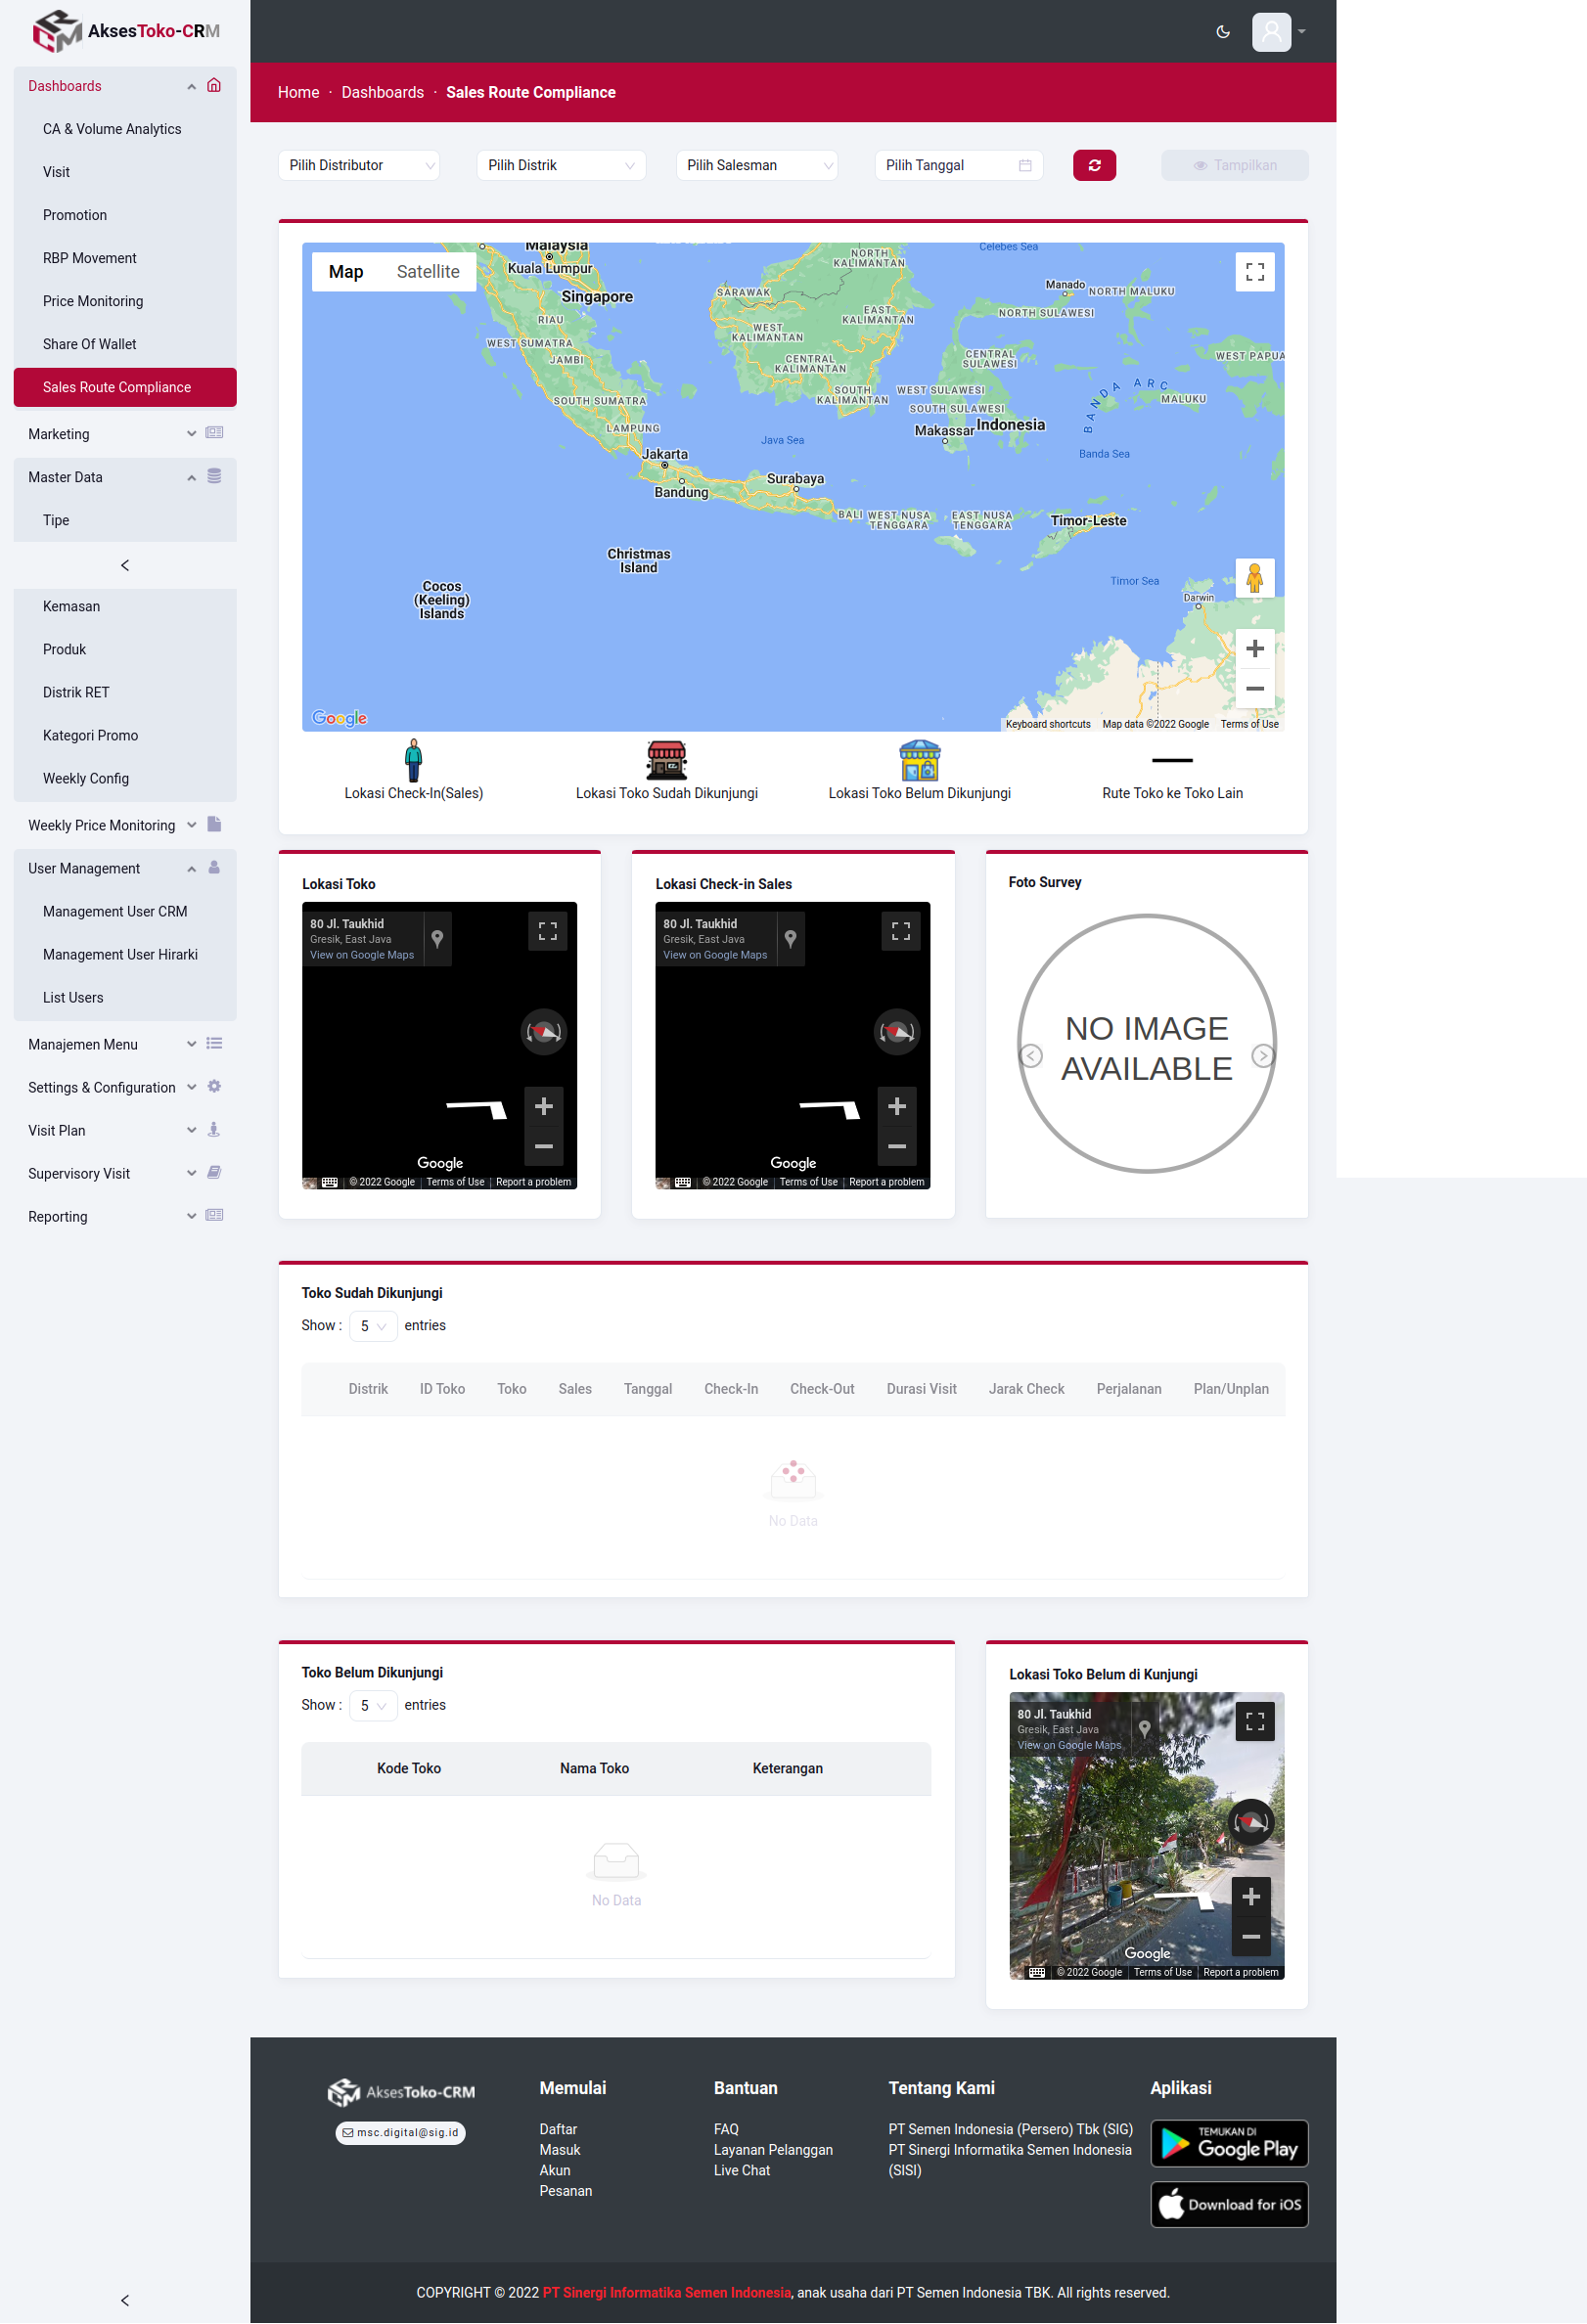 AksesToko-CRM
Dashboards
CA & Volume Analytics
Visit
Promotion
RBP Movement
Price Monitoring
Share Of Wallet
Sales Route Compliance
Marketing
Master Data
Tipe
Kemasan
Produk
Distrik RET
Kategori Promo
Weekly Config
Weekly Price Monitoring
User Management
Management User CRM
Management User Hirarki
List Users
Manajemen Menu
Settings & Configuration
Visit Plan
Supervisory Visit
Reporting
Home · Dashboards · Sales Route Compliance
Pilih Distributor
Pilih Distrik
Pilih Salesman
Pilih Tanggal
Tampilkan
Map
Satellite
Malaysia
Kuala Lumpur
Singapore
RIAU
WEST SUMATRA
JAMBI
SOUTH SUMATRA
LAMPUNG
Jakarta
Bandung
Surabaya
Java Sea
SARAWAK
NORTH
KALIMANTAN
EAST
KALIMANTAN
WEST
KALIMANTAN
CENTRAL
KALIMANTAN
SOUTH
KALIMANTAN
Celebes Sea
Manado
NORTH MALUKU
NORTH SULAWESI
CENTRAL
SULAWESI
WEST SULAWESI
SOUTH SULAWESI
Makassar
Indonesia
WEST PAPUA
BANDA ARC
MALUKU
Banda Sea
BALI
WEST NUSA
TENGGARA
EAST NUSA
TENGGARA
Timor-Leste
Christmas
Island
Cocos
(Keeling)
Islands
Timor Sea
Darwin
Google
Keyboard shortcuts
Map data ©2022 Google
Terms of Use
Lokasi Check-In(Sales)
Lokasi Toko Sudah Dikunjungi
Lokasi Toko Belum Dikunjungi
Rute Toko ke Toko Lain
Lokasi Toko
80 Jl. Taukhid
Gresik, East Java
View on Google Maps
Google
© 2022 Google
Terms of Use
Report a problem
Lokasi Check-in Sales
80 Jl. Taukhid
Gresik, East Java
View on Google Maps
Google
© 2022 Google
Terms of Use
Report a problem
Foto Survey
NO IMAGE
AVAILABLE
Toko Sudah Dikunjungi
Show : 5 entries
Distrik
ID Toko
Toko
Sales
Tanggal
Check-In
Check-Out
Durasi Visit
Jarak Check
Perjalanan
Plan/Unplan
No Data
Toko Belum Dikunjungi
Show : 5 entries
Kode Toko
Nama Toko
Keterangan
No Data
Lokasi Toko Belum di Kunjungi
80 Jl. Taukhid
Gresik, East Java
View on Google Maps
Google
© 2022 Google
Terms of Use
Report a problem
AksesToko-CRM
msc.digital@sig.id
Memulai
Daftar
Masuk
Akun
Pesanan
Bantuan
FAQ
Layanan Pelanggan
Live Chat
Tentang Kami
PT Semen Indonesia (Persero) Tbk (SIG)
PT Sinergi Informatika Semen Indonesia
(SISI)
Aplikasi
TEMUKAN DI
Google Play
Download for iOS
COPYRIGHT © 2022 PT Sinergi Informatika Semen Indonesia, anak usaha dari PT Semen Indonesia TBK. All rights reserved.